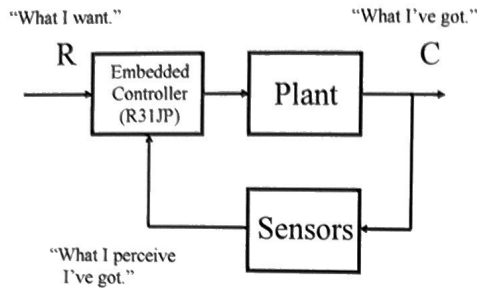 “What I want.”
“What I’ve got.”
R
C
Embedded
Controller
(R31JP)
Plant
Sensors
“What I perceive
I’ve got.”